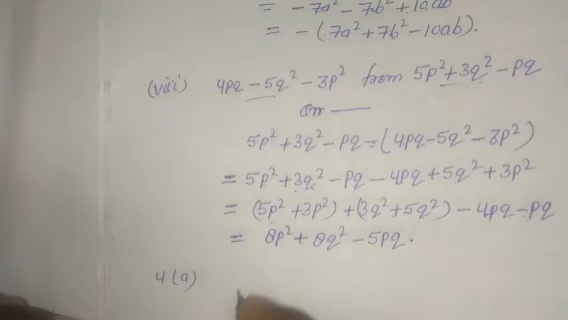 = -7a² - 7b² + 10ab
= -(7a² + 7b² - 10ab).
(viii) 4pq - 5q² - 3p² from 5p² + 3q² - pq
5p² + 3q² - pq - (4pq - 5q² - 3p²)
= 5p² + 3q² - pq - 4pq + 5q² + 3p²
= (5p² + 3p²) + (3q² + 5q²) - 4pq - pq
= 8p² + 8q² - 5pq.
4 (a)